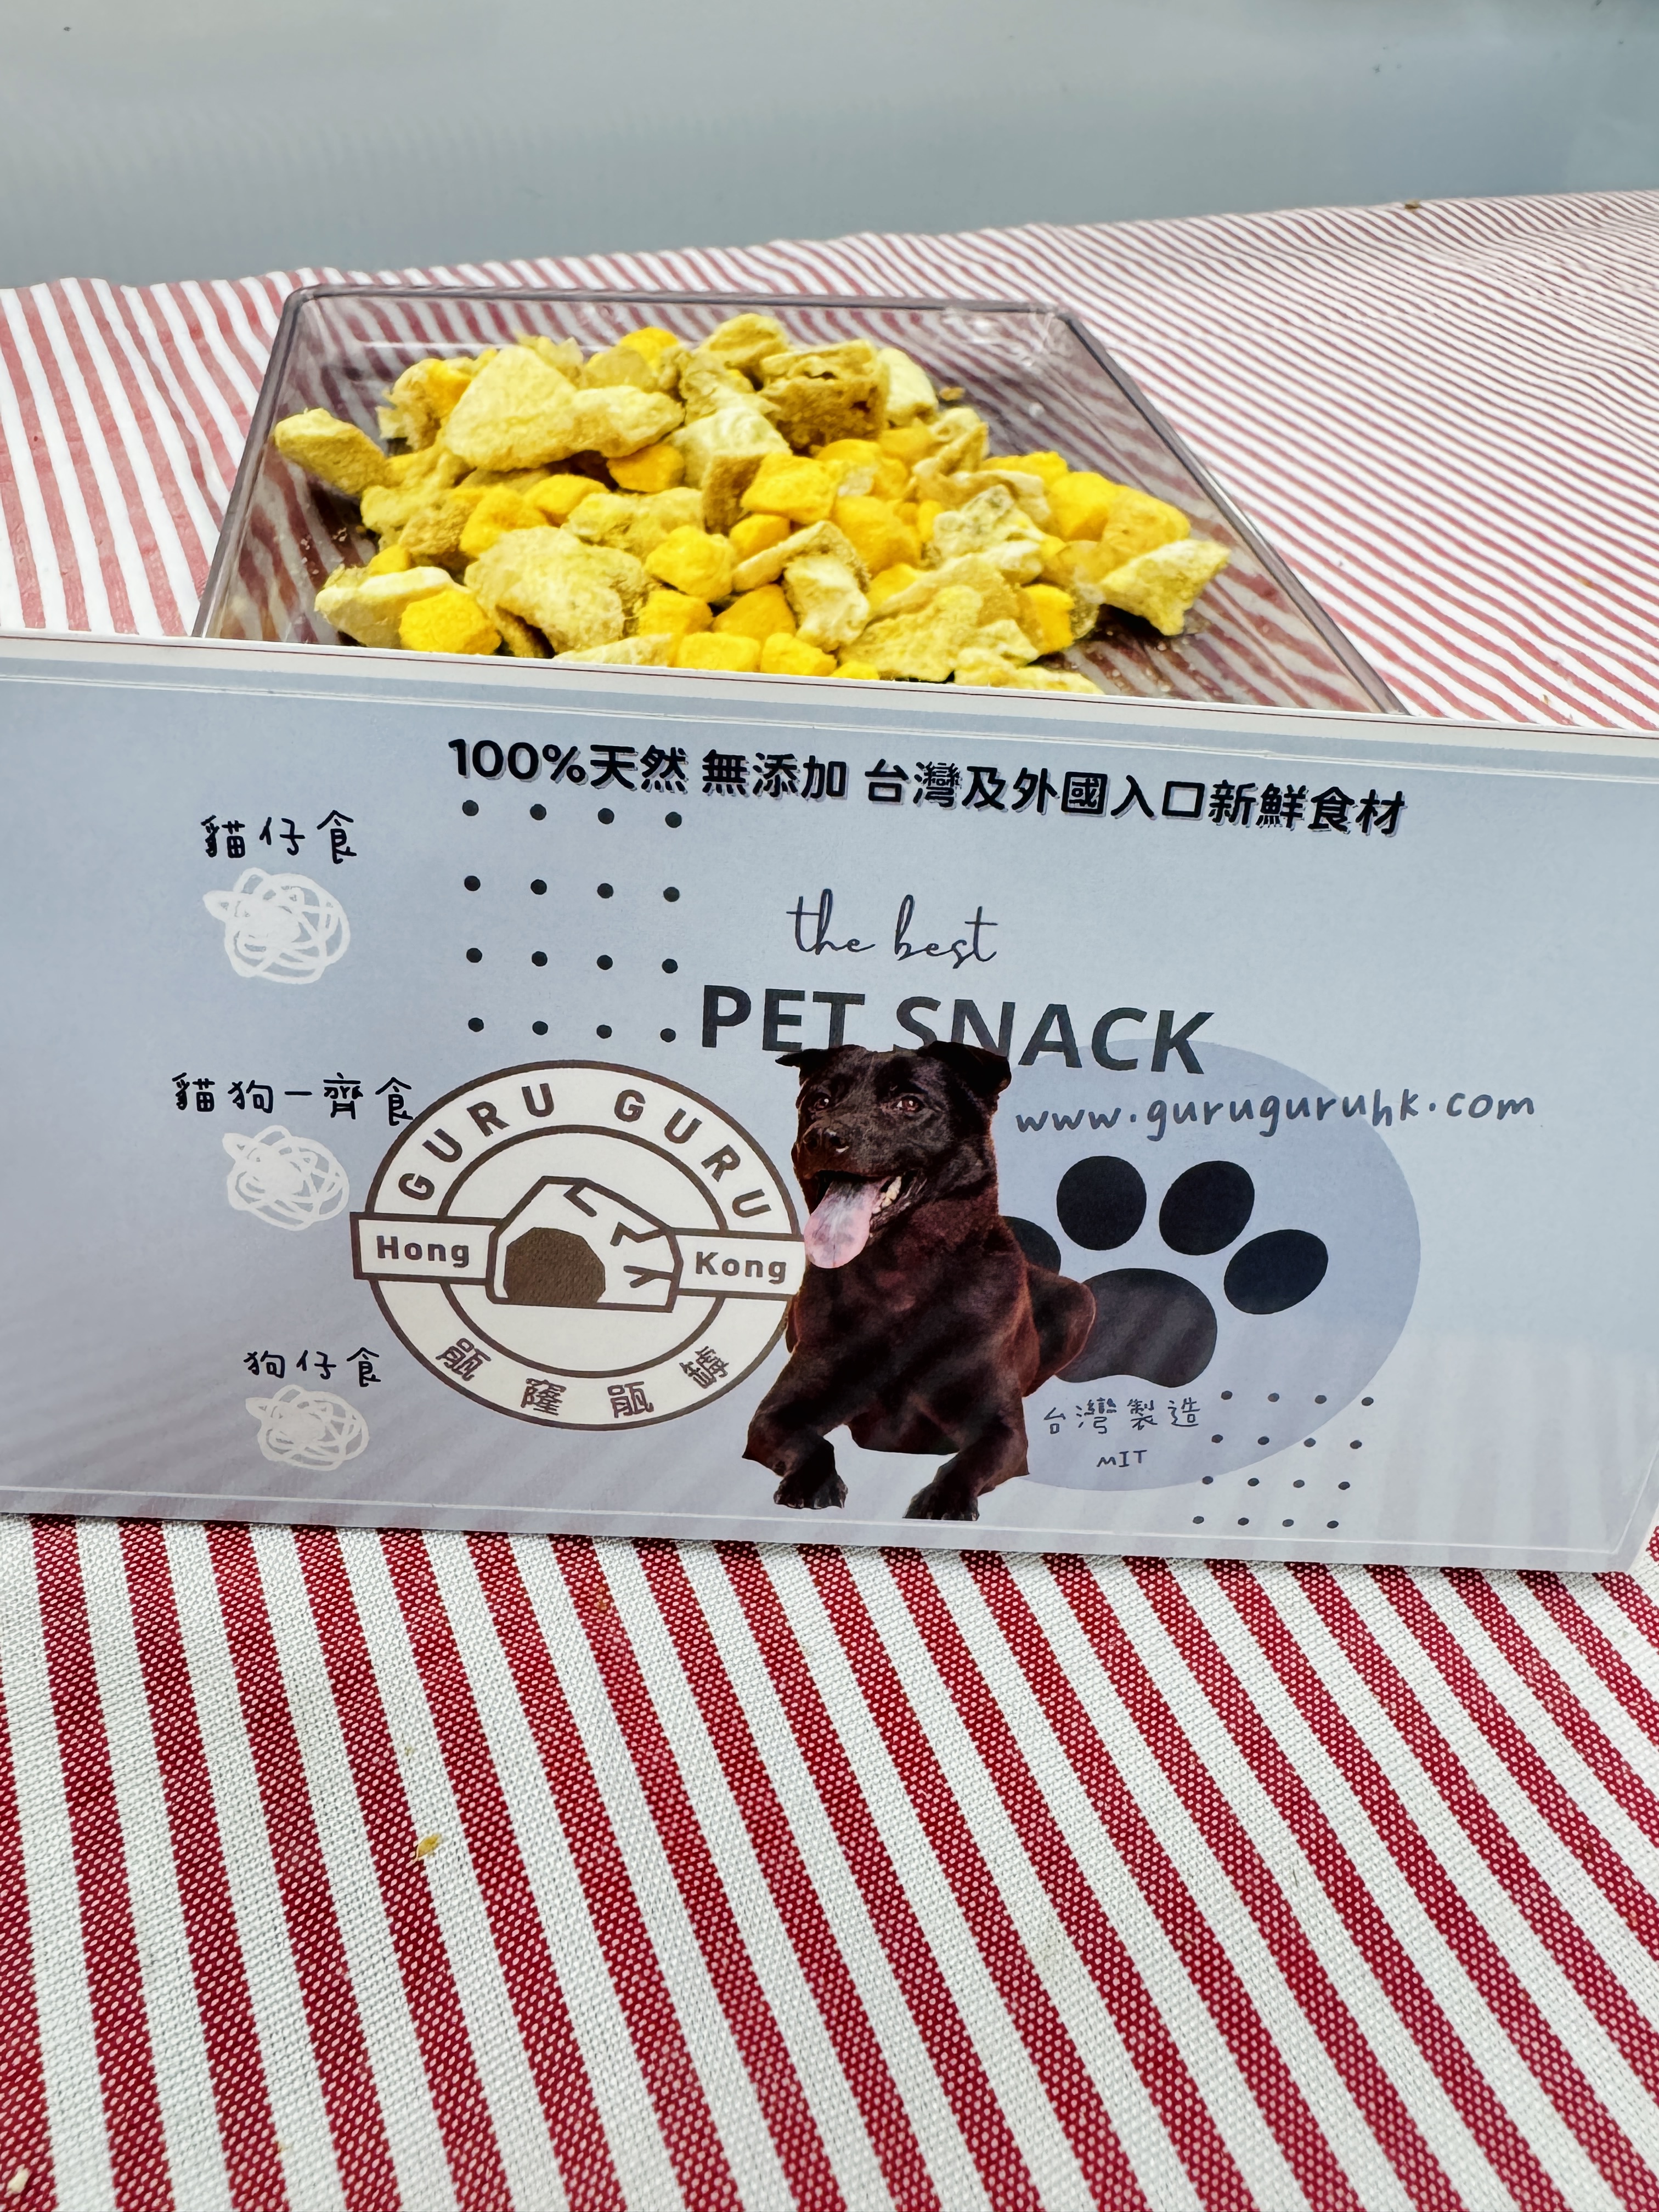 100%天然 無添加 台灣及外國入口新鮮食材
貓仔食
the best
PET SNACK
www.guruguruhk.com
貓狗一齊食
GURU GURU
Hong Kong
狗仔食
台灣製造
MIT